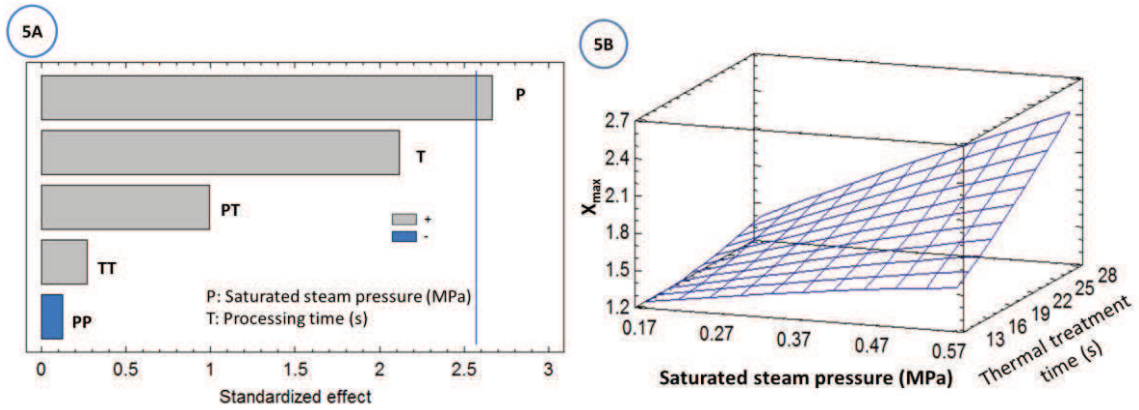 5A
P
T
PT
TT
PP
+
-
P: Saturated steam pressure (MPa)
T: Processing time (s)
0 0.5 1 1.5 2 2.5 3
Standardized effect
5B
2.7
2.4
2.1
1.8
1.5
1.2
Xmax
0.17 0.27 0.37 0.47 0.57
Saturated steam pressure (MPa)
13 16 19 22 25 28
Thermal treatment
time (s)